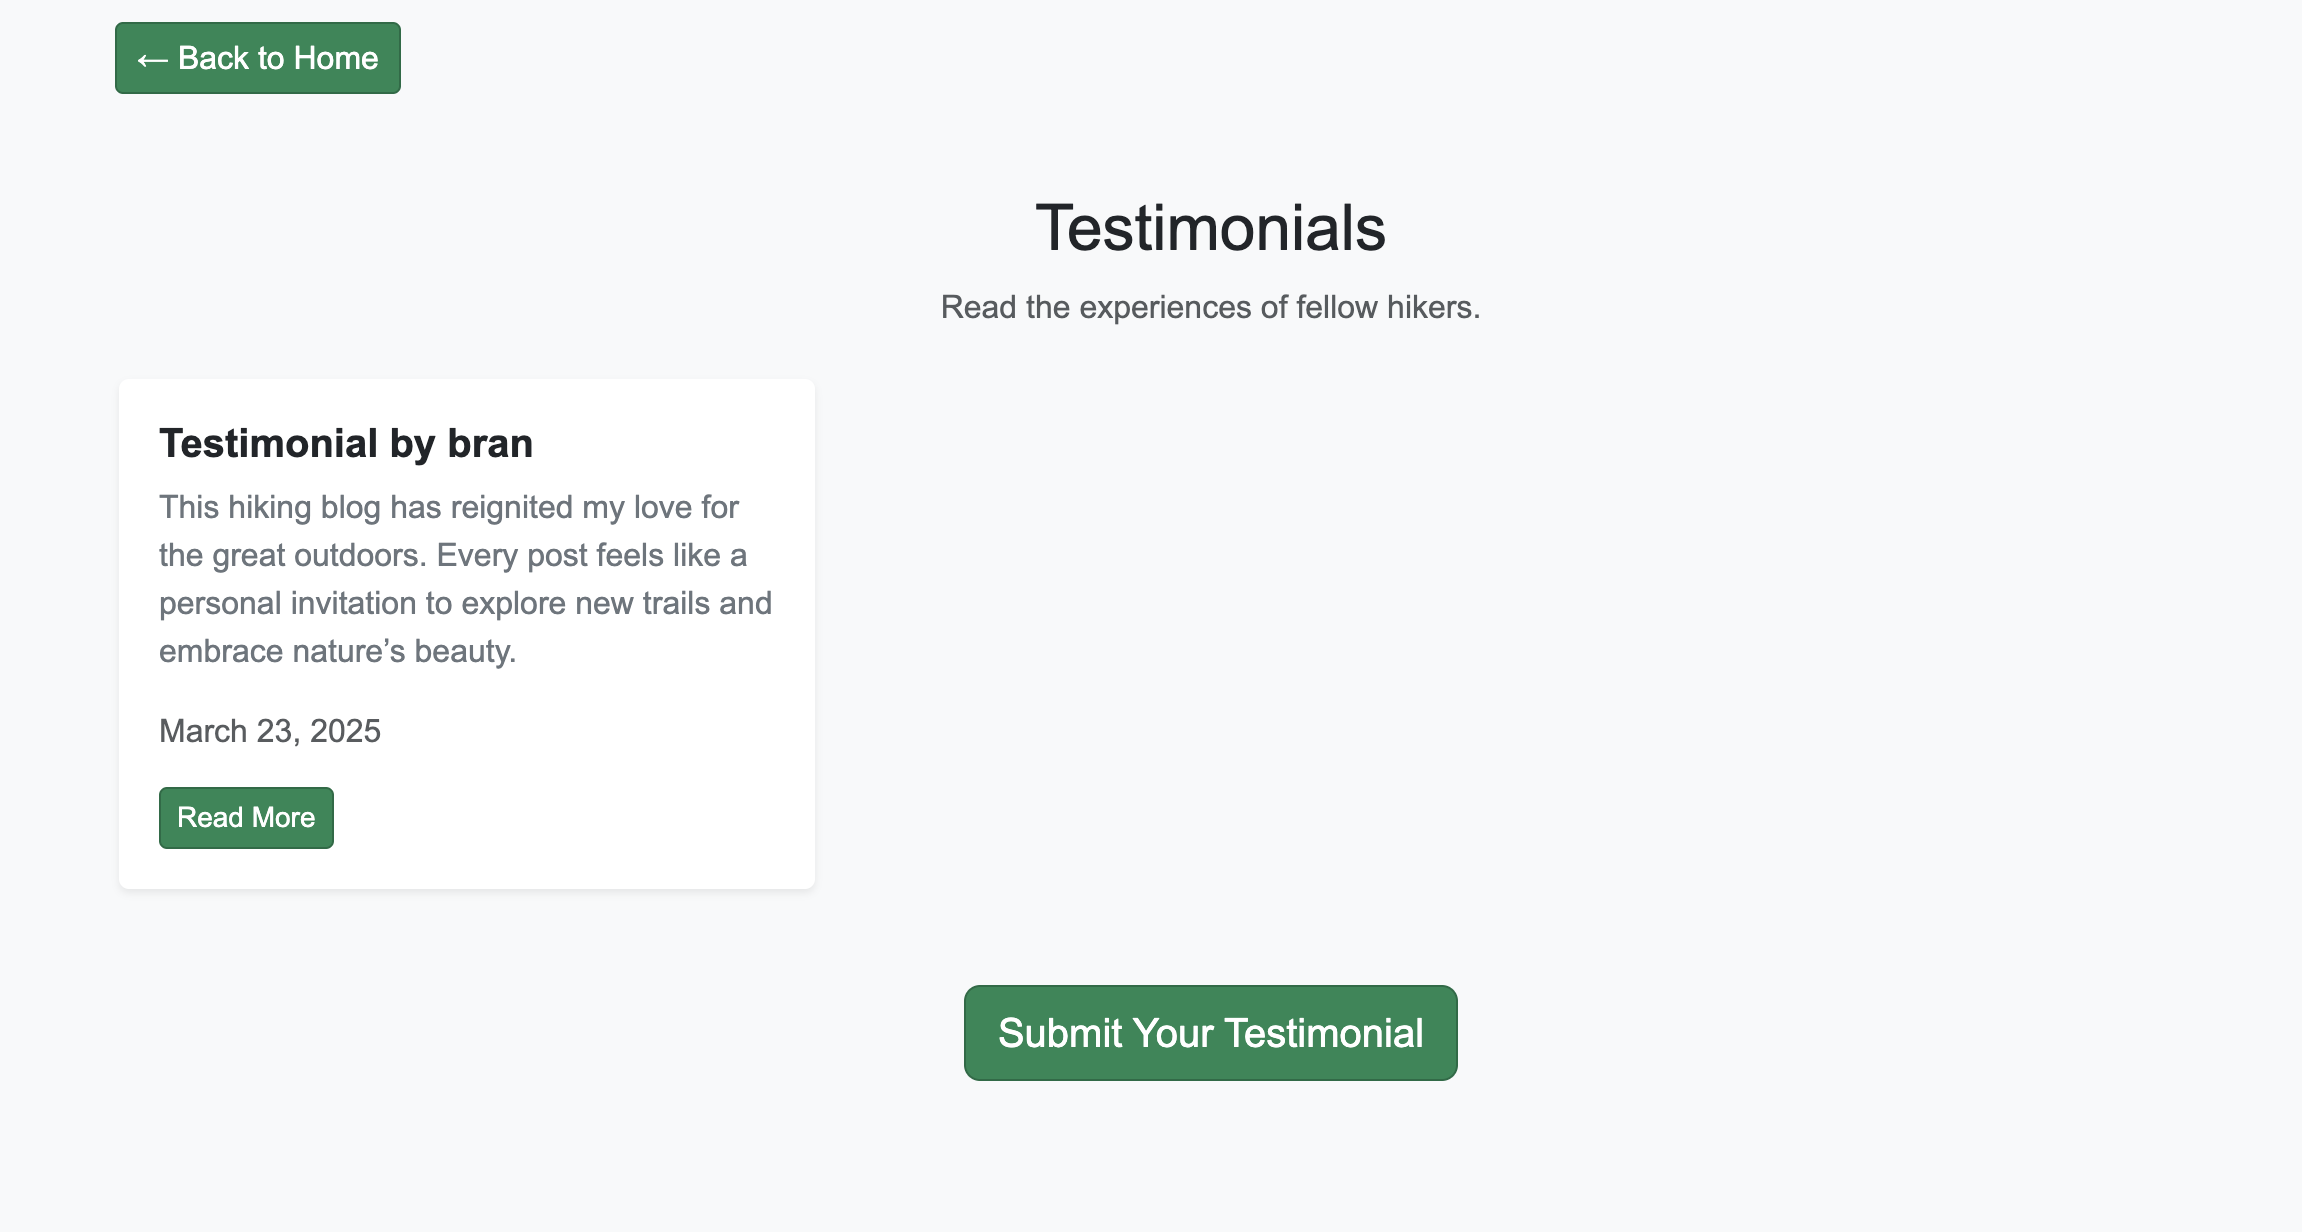 ← Back to Home
Testimonials
Read the experiences of fellow hikers.
Testimonial by bran
This hiking blog has reignited my love for
the great outdoors. Every post feels like a
personal invitation to explore new trails and
embrace nature’s beauty.
March 23, 2025
Read More
Submit Your Testimonial